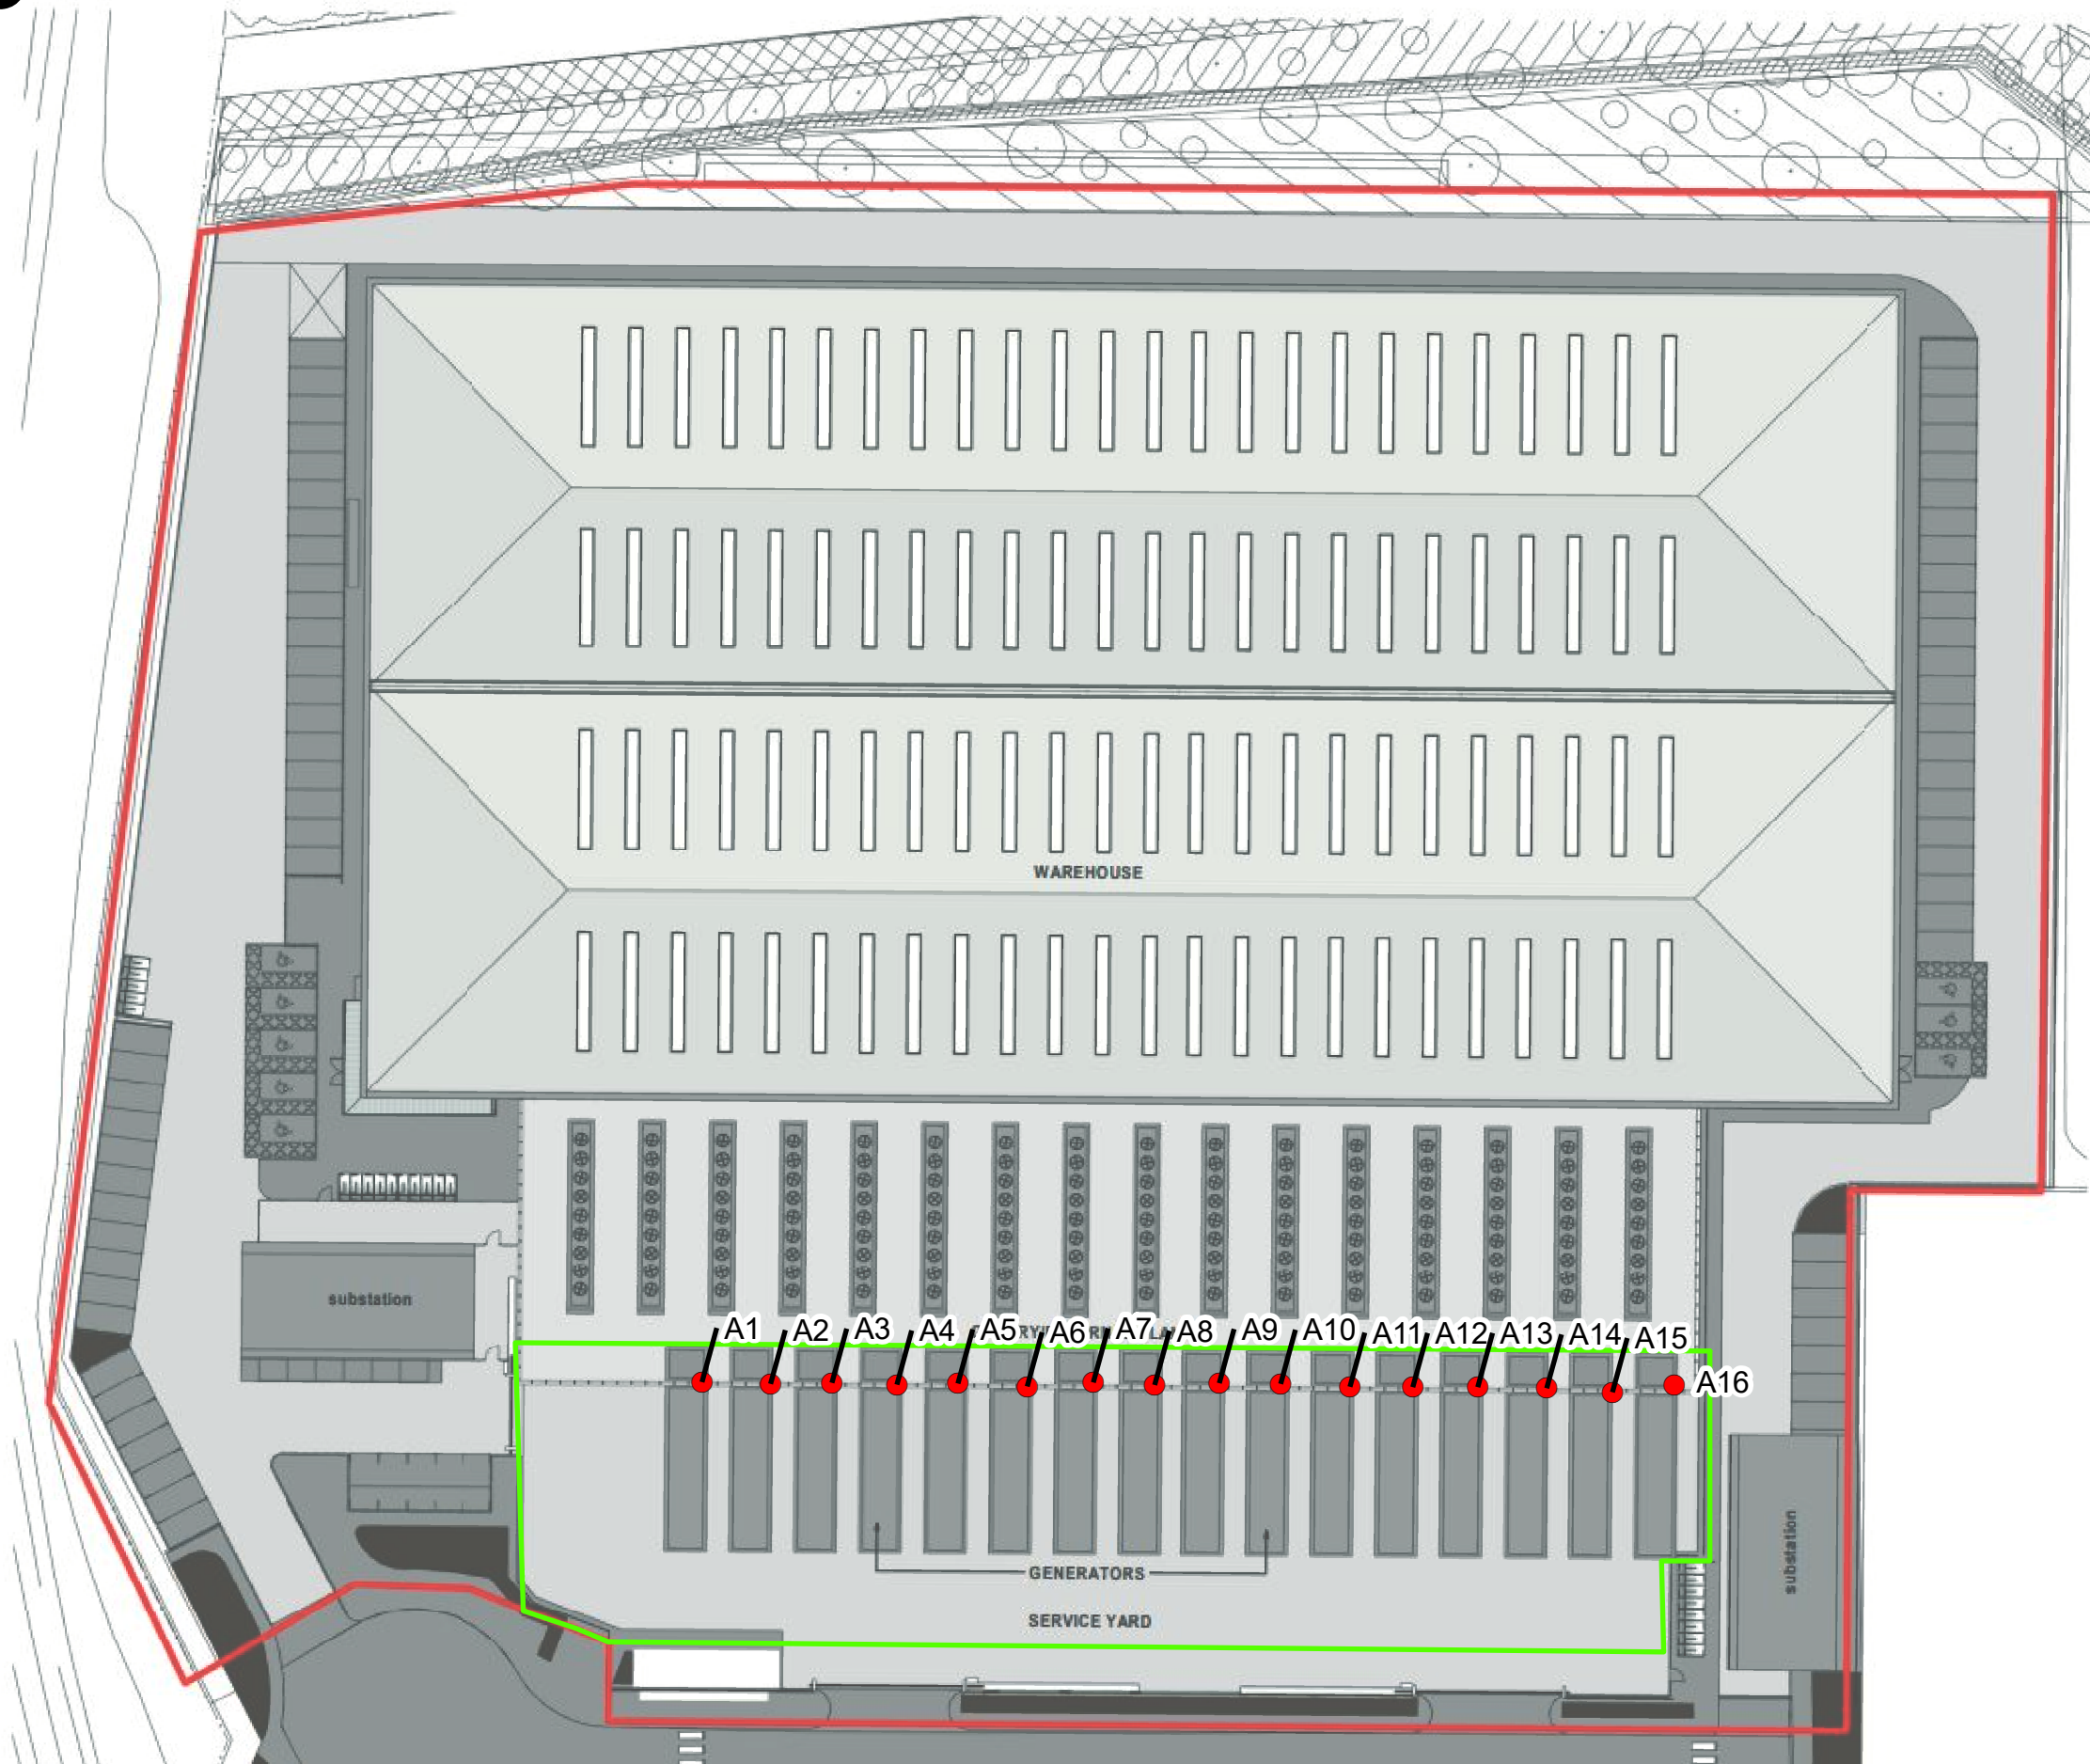 WAREHOUSE
substation
A1 A2 A3 A4 A5 A6 A7 A8 A9 A10 A11 A12 A13 A14 A15
A16
GENERATORS
substation
SERVICE YARD